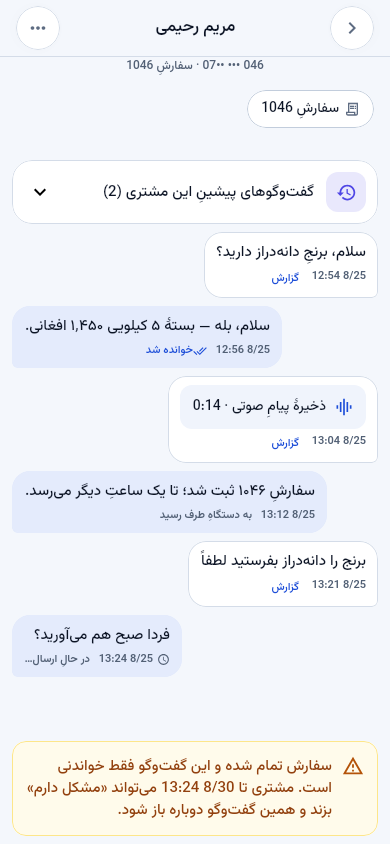 مریم رحیمی
046 ••• ••07 · سفارشِ 1046
سفارشِ 1046
گفت‌وگوهای پیشینِ این مشتری (2)
سلام، برنجِ دانه‌دراز دارید؟
8/25 12:54 گزارش
سلام، بله — بستهٔ ۵ کیلویی ۱,۴۵۰ افغانی.
8/25 12:56 خوانده شد
ذخیرهٔ پیامِ صوتی · 0:14
8/25 13:04 گزارش
سفارشِ ۱۰۴۶ ثبت شد؛ تا یک ساعتِ دیگر می‌رسد.
8/25 13:12 به دستگاهِ طرف رسید
برنج را دانه‌دراز بفرستید لطفاً
8/25 13:21 گزارش
فردا صبح هم می‌آورید؟
8/25 13:24 در حالِ ارسال…
سفارش تمام شده و این گفت‌وگو فقط خواندنی
است. مشتری تا 8/30 13:24 می‌تواند «مشکل دارم»
بزند و همین گفت‌وگو دوباره باز شود.